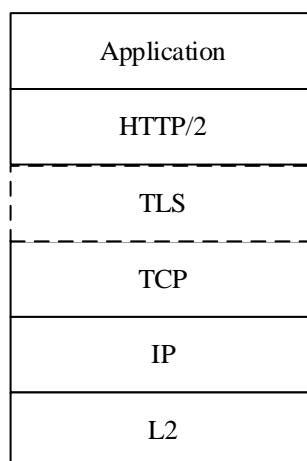 Application
HTTP/2
TLS
TCP
IP
L2